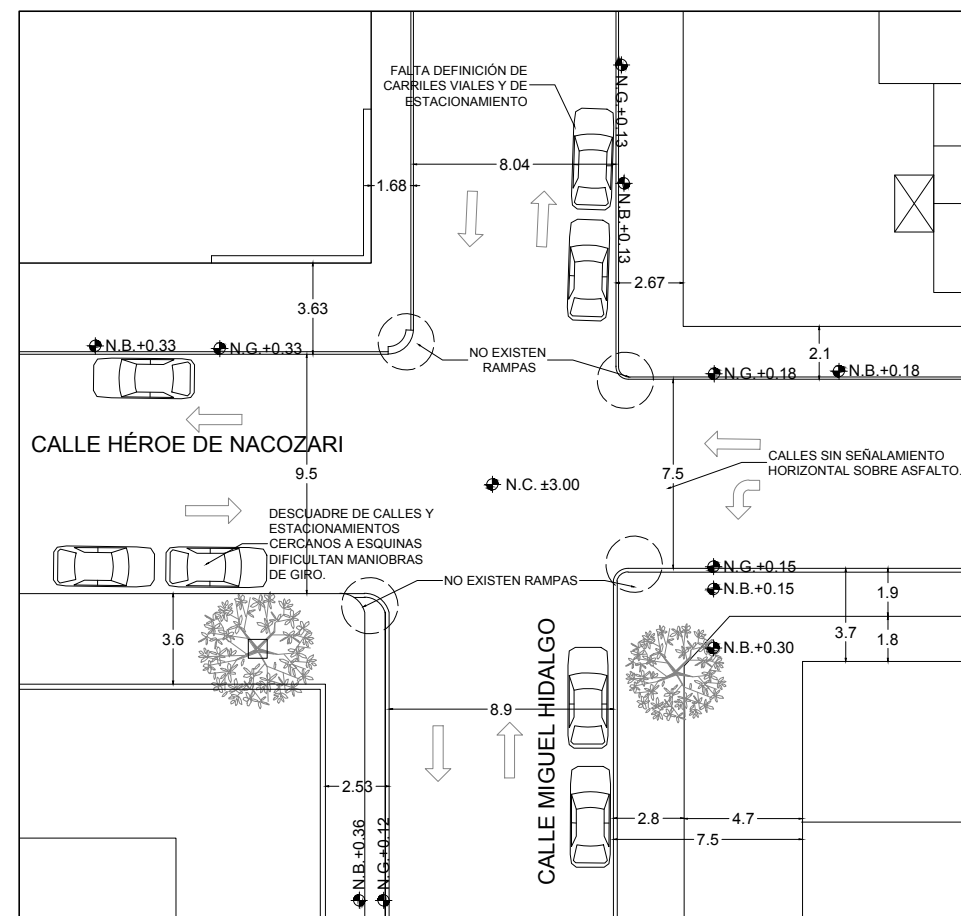 FALTA DEFINICIÓN DE
CARRILES VIALES Y DE
ESTACIONAMIENTO
N.G.+0.13
8.04
1.68
N.B.+0.13
2.67
3.63
2.1
N.B.+0.33
N.G.+0.33
NO EXISTEN
RAMPAS
N.G.+0.18
N.B.+0.18
CALLE HÉROE DE NACOZARI
9.5
7.5
CALLES SIN SEÑALAMIENTO
HORIZONTAL SOBRE ASFALTO.
N.C. ±3.00
DESCUADRE DE CALLES Y
ESTACIONAMIENTOS
CERCANOS A ESQUINAS
DIFICULTAN MANIOBRAS
DE GIRO.
NO EXISTEN RAMPAS
N.G.+0.15
N.B.+0.15
1.9
3.6
3.7
1.8
N.B.+0.30
CALLE MIGUEL HIDALGO
8.9
2.53
2.8
4.7
7.5
N.B.+0.36
N.G.+0.12